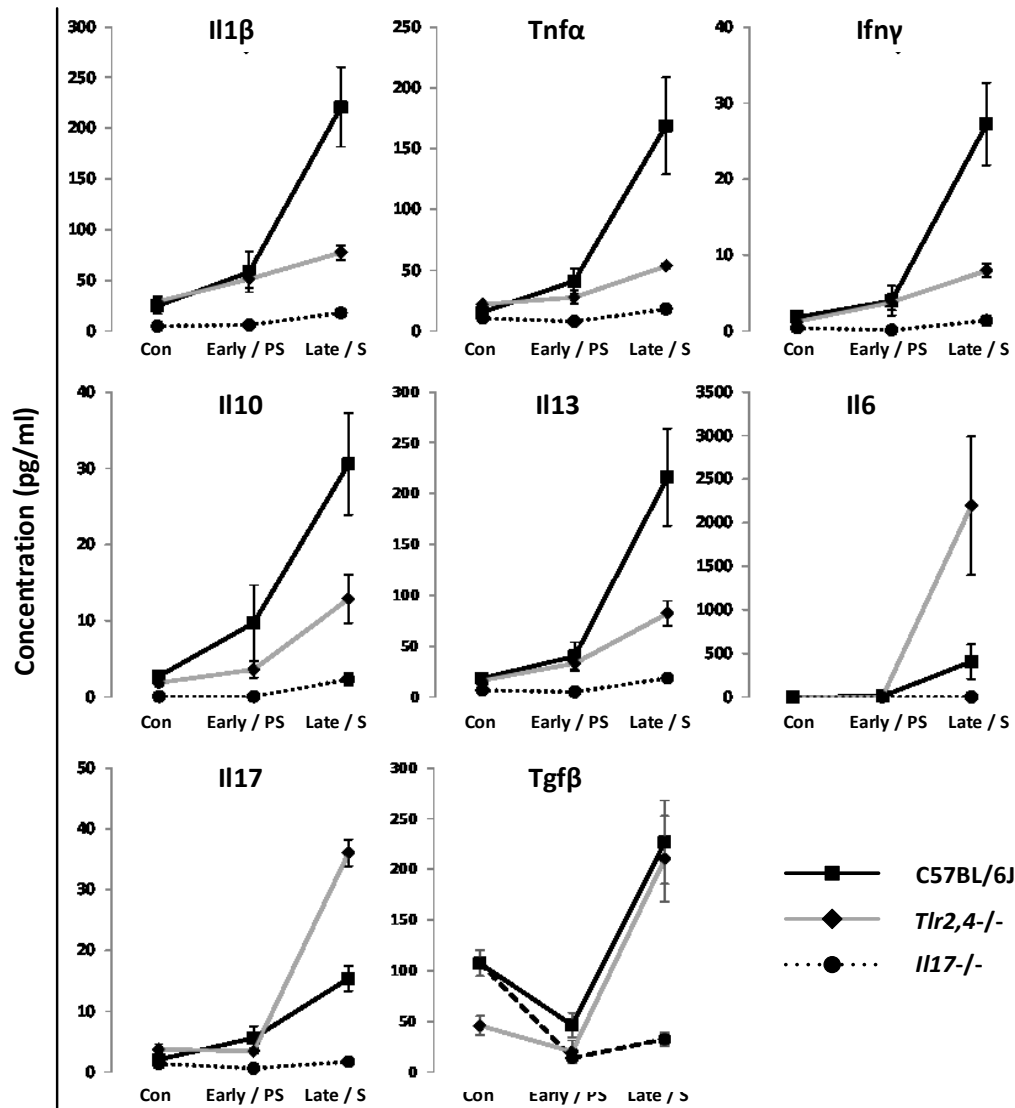 Concentration (pg/ml)
Il1β
300
250
200
150
100
50
0
Con Early / PS Late / S
Tnfα
250
200
150
100
50
0
Con Early / PS Late / S
Ifnγ
40
30
20
10
0
Con Early / PS Late / S
Il10
40
30
20
10
0
Con Early / PS Late / S
Il13
300
250
200
150
100
50
0
Con Early / PS Late / S
Il6
3500
3000
2500
2000
1500
1000
500
0
Con Early / PS Late / S
Il17
50
40
30
20
10
0
Con Early / PS Late / S
Tgfβ
300
250
200
150
100
50
0
Con Early / PS Late / S
C57BL/6J
Tlr2,4-/-
Il17-/-